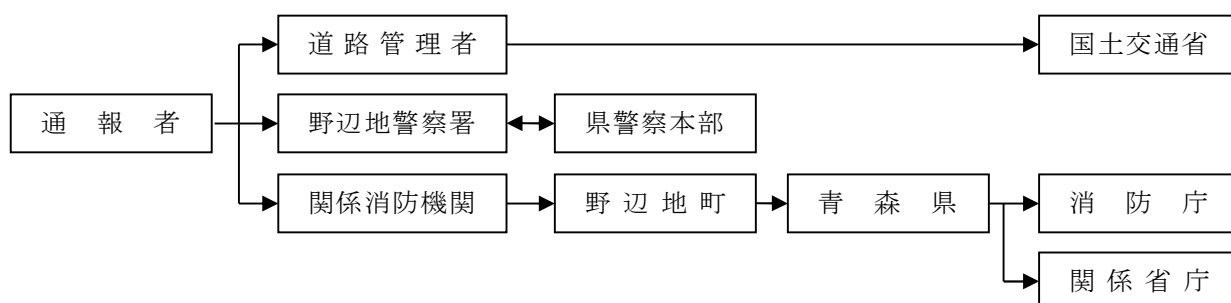 道路管理者
国土交通省
通報者
野辺地警察署
県警察本部
関係消防機関
野辺地町
青森県
消防庁
関係省庁